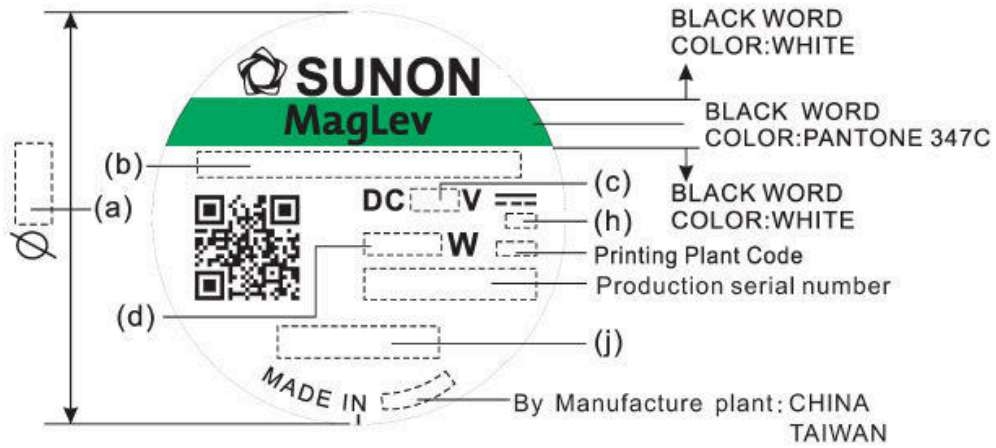 BLACK WORD
COLOR:WHITE
SUNON
MagLev
BLACK WORD
COLOR:PANTONE 347C
(b)
(c)
DC V
BLACK WORD
COLOR:WHITE
(a)
(h)
W
Printing Plant Code
Production serial number
(d)
(j)
MADE IN
By Manufacture plant: CHINA
TAIWAN